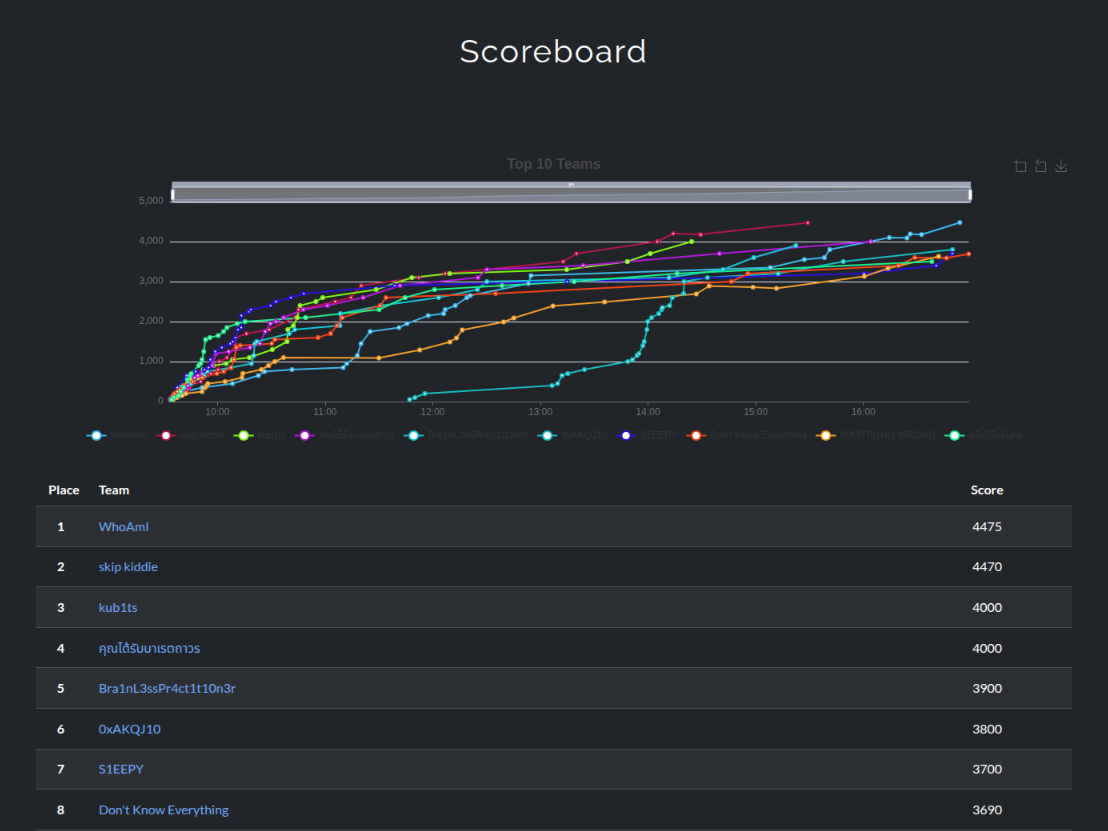 Scoreboard
Top 10 Teams
5,000
4,000
3,000
2,000
1,000
0
10:00 11:00 12:00 13:00 14:00 15:00 16:00
WhoAmI skip kiddie kub1ts คุณได้รับบาเรตถาวร Bra1nL3ssPr4ct1t10n3r 0xAKQJ10 S1EEPY Don't Know Everything
Place Team Score
1 WhoAmI 4475
2 skip kiddie 4470
3 kub1ts 4000
4 คุณได้รับบาเรตถาวร 4000
5 Bra1nL3ssPr4ct1t10n3r 3900
6 0xAKQJ10 3800
7 S1EEPY 3700
8 Don't Know Everything 3690